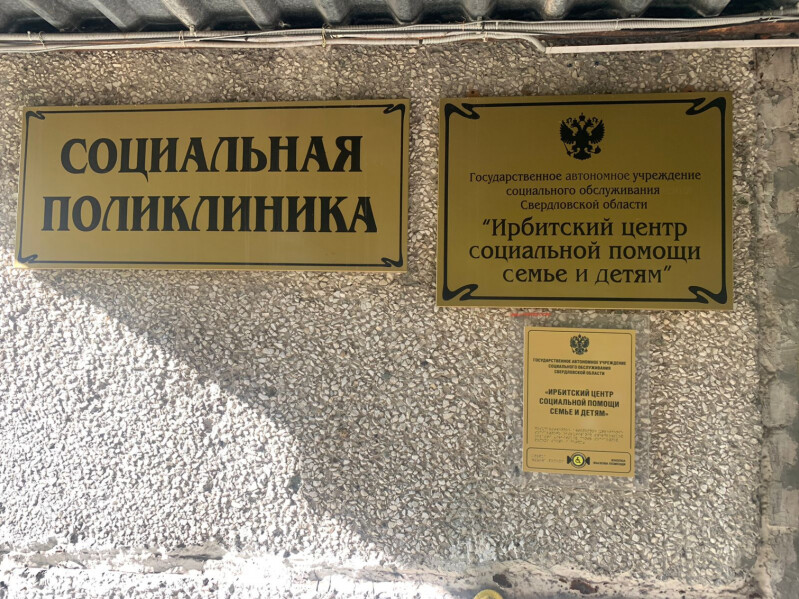 СОЦИАЛЬНАЯ
ПОЛИКЛИНИКА
Государственное автономное учреждение
социального обслуживания
Свердловской области
"Ирбитский центр
социальной помощи
семье и детям"
ГОСУДАРСТВЕННОЕ АВТОНОМНОЕ УЧРЕЖДЕНИЕ
СОЦИАЛЬНОГО ОБСЛУЖИВАНИЯ
СВЕРДЛОВСКОЙ ОБЛАСТИ
«ИРБИТСКИЙ ЦЕНТР
СОЦИАЛЬНОЙ ПОМОЩИ
СЕМЬЕ И ДЕТЯМ»